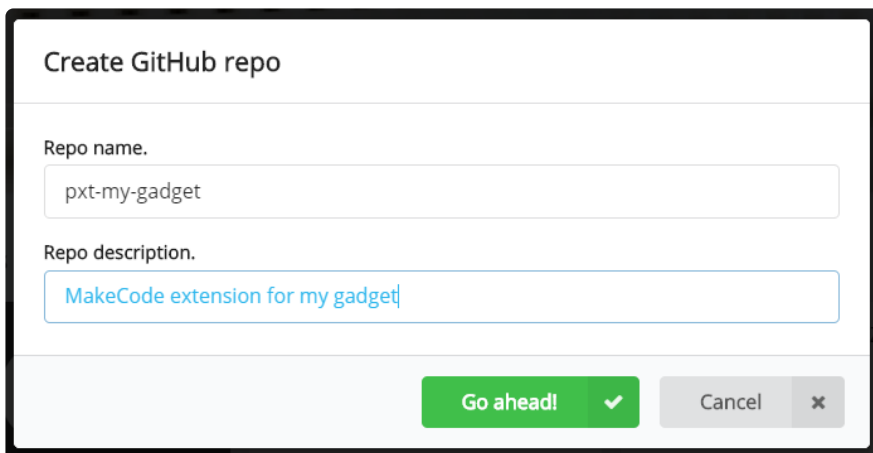 Create GitHub repo
Repo name.
pxt-my-gadget
Repo description.
MakeCode extension for my gadget
Go ahead!
Cancel